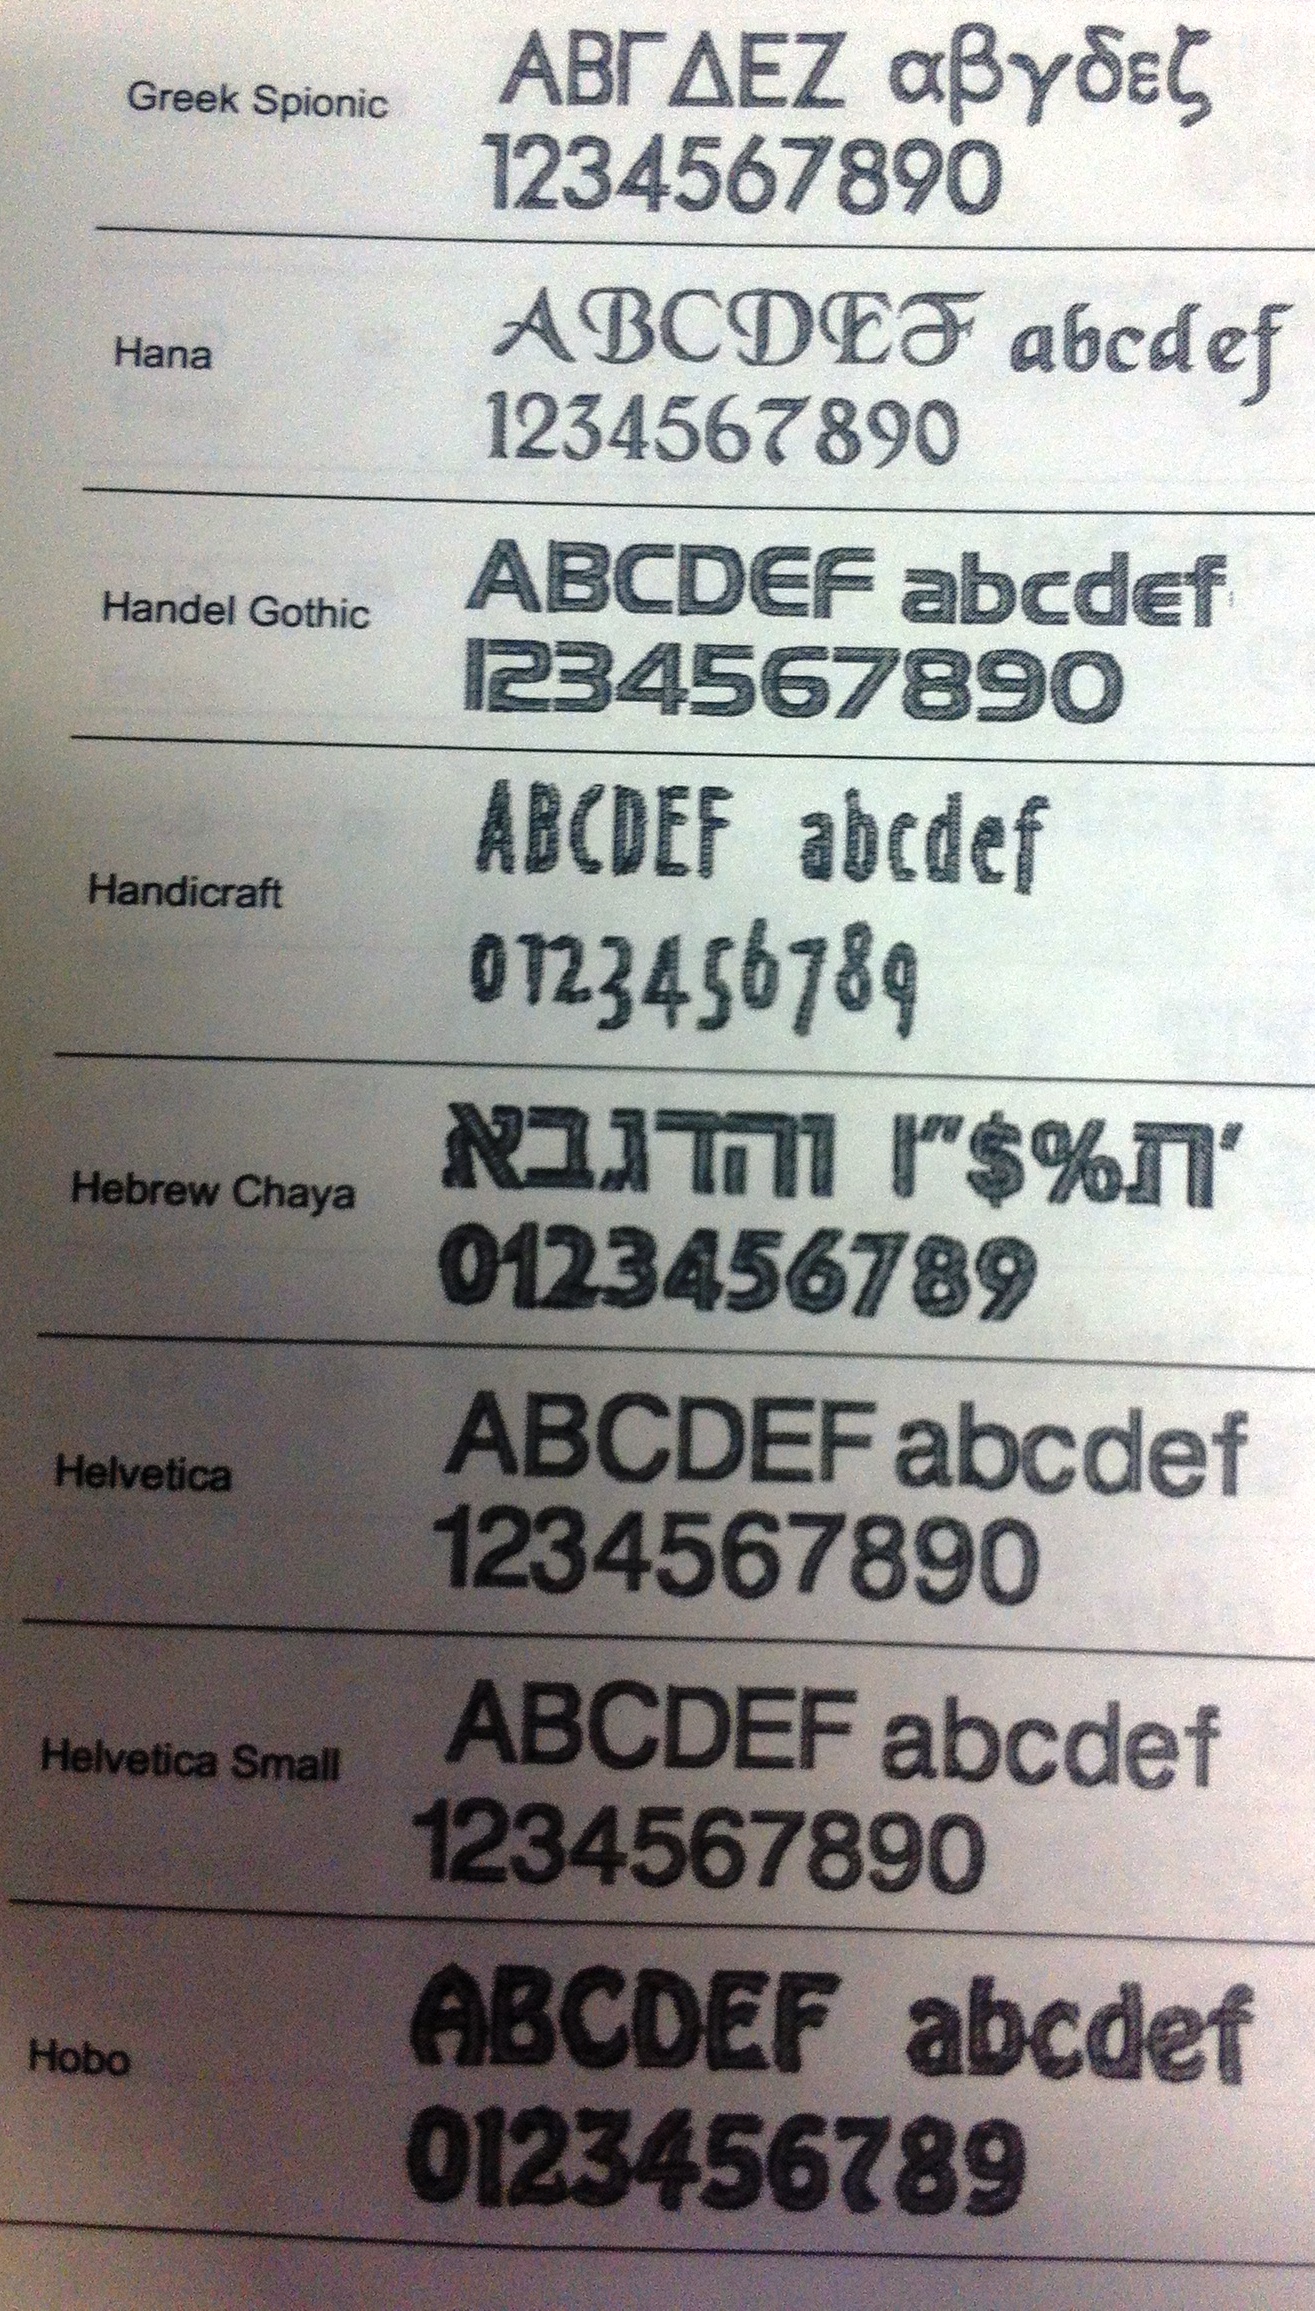 Greek Spionic
ΑΒΓΔΕΖ αβγδεζ
1234567890
Hana
ABCDEF abcdef
1234567890
Handel Gothic
ABCDEF abcdef
1234567890
Handicraft
ABCDEF abcdef
0123456789
Hebrew Chaya
אבגדהו ו"$%ת'
0123456789
Helvetica
ABCDEF abcdef
1234567890
Helvetica Small
ABCDEF abcdef
1234567890
Hobo
ABCDEF abcdef
0123456789